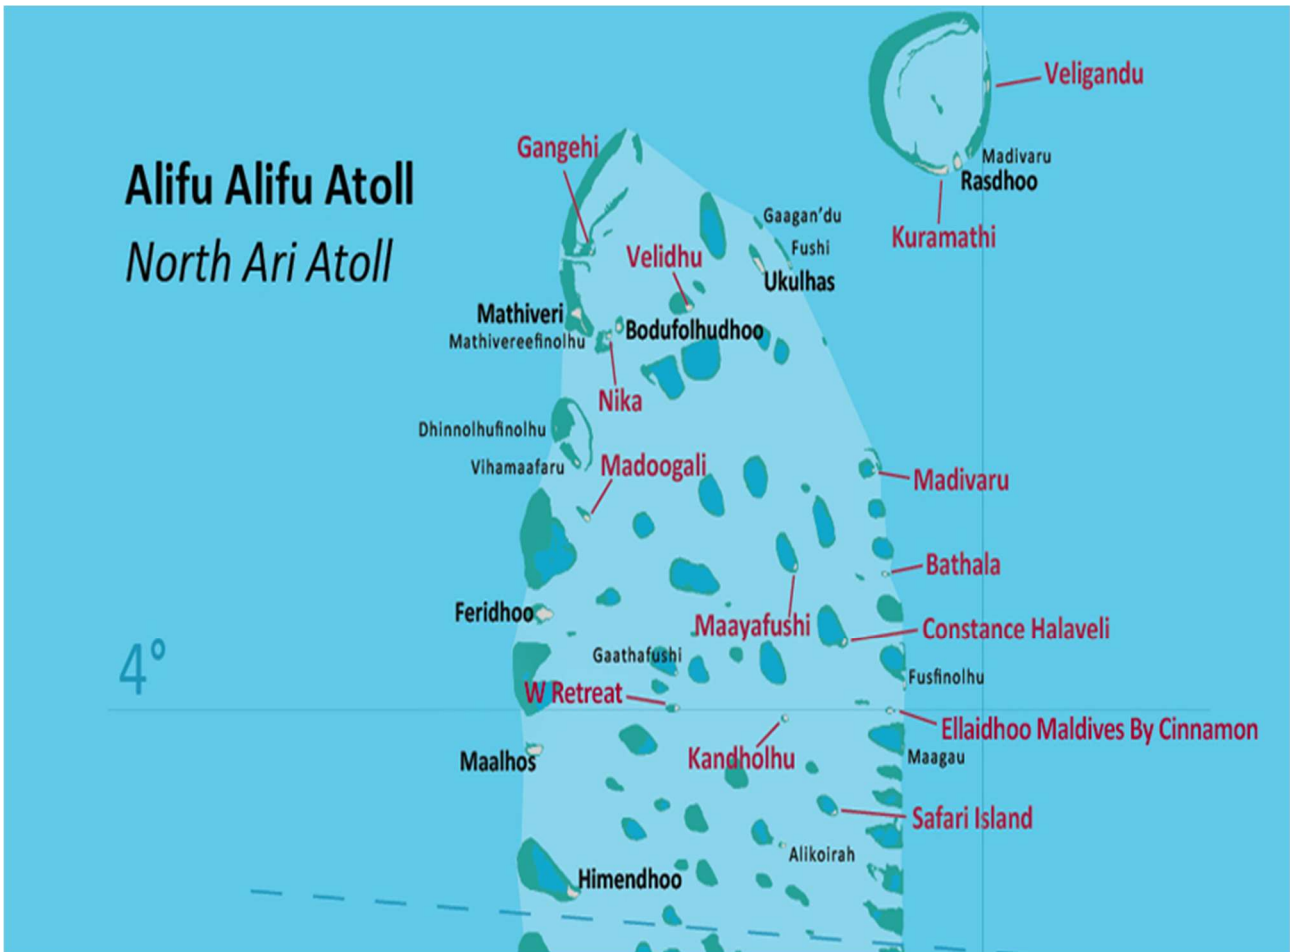 Veligandu
Gangehi
Madivaru
Rasdhoo
Alifu Alifu Atoll
North Ari Atoll
Gaagan'du
Kuramathi
Fushi
Velidhu
Ukulhas
Mathiveri
Bodufolhudhoo
Mathivereefinolhu
Nika
Dhinnolhufinolhu
Vihamaafaru
Madoogali
Madivaru
Bathala
Feridhoo
Maayafushi
Constance Halaveli
Gaathafushi
4°
Fusfinolhu
W Retreat
Ellaidhoo Maldives By Cinnamon
Maalhos
Kandholhu
Maagau
Safari Island
Alikoirah
Himendhoo